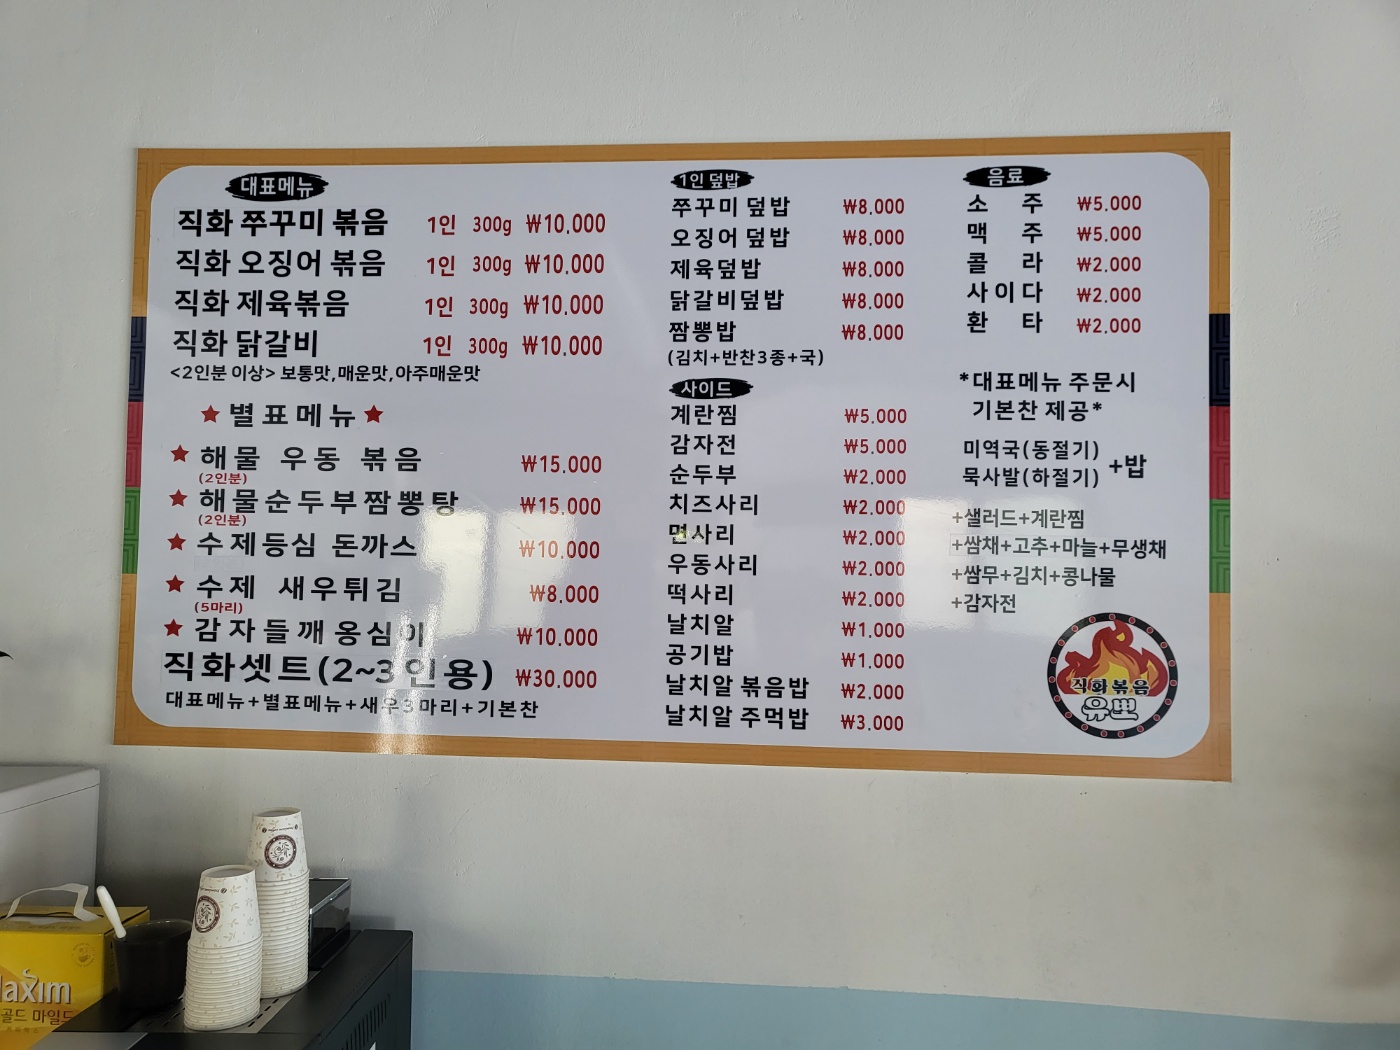 대표메뉴
직화 쭈꾸미 볶음 1인 300g ₩10.000
직화 오징어 볶음 1인 300g ₩10.000
직화 제육볶음 1인 300g ₩10.000
직화 닭갈비 1인 300g ₩10.000
<2인분 이상> 보통맛,매운맛,아주매운맛
★ 별표메뉴 ★
★ 해물 우동 볶음 ₩15.000
(2인분)
★ 해물순두부짬뽕탕 ₩15.000
(2인분)
★ 수제등심 돈까스 ₩10.000
★ 수제 새우튀김 ₩8.000
(5마리)
★ 감자들깨옹심이 ₩10.000
직화셋트(2~3인용) ₩30.000
대표메뉴+별표메뉴+새우3마리+기본찬
1인 덮밥
쭈꾸미 덮밥 ₩8.000
오징어 덮밥 ₩8.000
제육덮밥 ₩8.000
닭갈비덮밥 ₩8.000
짬뽕밥 ₩8.000
(김치+반찬3종+국)
사이드
계란찜 ₩5.000
감자전 ₩5.000
순두부 ₩2.000
치즈사리 ₩2.000
면사리 ₩2.000
우동사리 ₩2.000
떡사리 ₩2.000
날치알 ₩1.000
공기밥 ₩1.000
날치알 볶음밥 ₩2.000
날치알 주먹밥 ₩3.000
음료
소 주 ₩5.000
맥 주 ₩5.000
콜 라 ₩2.000
사이다 ₩2.000
환 타 ₩2.000
*대표메뉴 주문시
기본찬 제공*
미역국(동절기)
묵사발(하절기) +밥
+샐러드+계란찜
+쌈채+고추+마늘+무생채
+쌈무+김치+콩나물
+감자전
직화볶음
유쁘
axim
골드 마일드